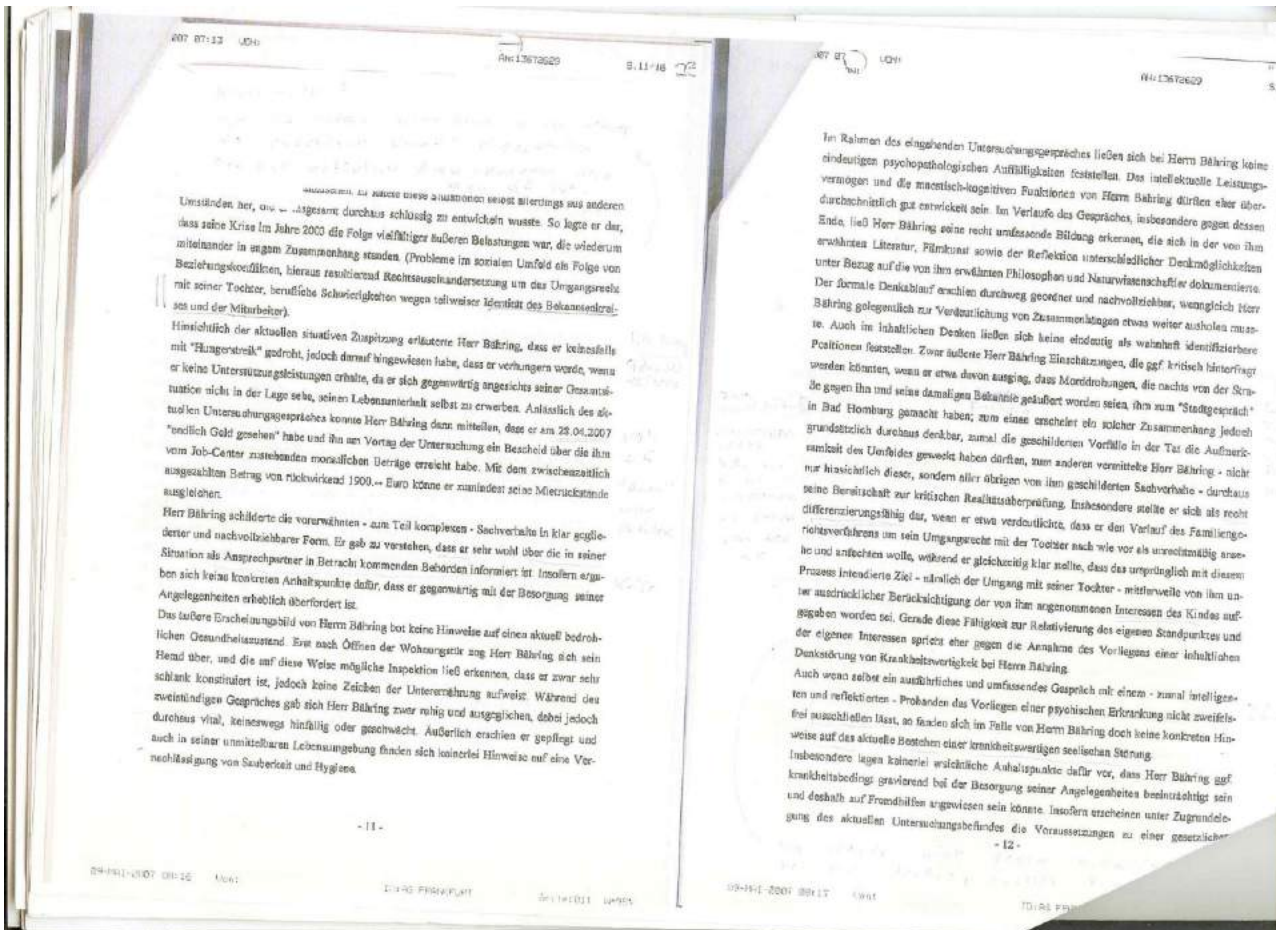 007 07:13 VON:
AN:13672629
S.11/16
Umständen her, die er insgesamt durchaus schlüssig zu entwickeln wusste. So legte er dar,
dass seine Krise im Jahre 2003 die Folge vielfältiger äußeren Belastungen war, die wiederum
miteinander in engem Zusammenhang standen. (Probleme im sozialen Umfeld als Folge von
Beziehungskonflikten, hieraus resultierend Rechtsauseinandersetzung um das Umgangsrecht
mit seiner Tochter, berufliche Schwierigkeiten wegen teilweiser Identität des Bekanntenkrei-
ses und der Mitarbeiter).
Hinsichtlich der aktuellen situativen Zuspitzung erläuterte Herr Bähring, dass er keinesfalls
mit "Hungerstreik" gedroht, jedoch darauf hingewiesen habe, dass er verhungern werde, wenn
er keine Unterstützungsleistungen erhalte, da er sich gegenwärtig angesichts seiner Gesamtsi-
tuation nicht in der Lage sehe, seinen Lebensunterhalt selbst zu erwerben. Anlässlich des ak-
tuellen Untersuchungsgespräches konnte Herr Bähring dann mitteilen, dass er am 28.04.2007
"endlich Geld gesehen" habe und ihn am Vortag der Untersuchung ein Bescheid über die ihm
vom Job-Center zustehenden monatlichen Beträge erreicht habe. Mit dem zwischenzeitlich
ausgezahlten Betrag von rückwirkend 1900.-- Euro könne er zumindest seine Mietrückstände
ausgleichen.
Herr Bähring schilderte die vorerwähnten - zum Teil komplexen - Sachverhalte in klar geglie-
derter und nachvollziehbarer Form. Er gab zu verstehen, dass er sehr wohl über die in seiner
Situation als Ansprechpartner in Betracht kommenden Behörden informiert ist. Insofern erga-
ben sich keine konkreten Anhaltspunkte dafür, dass er gegenwärtig mit der Besorgung seiner
Angelegenheiten erheblich überfordert ist.
Das äußere Erscheinungsbild von Herrn Bähring bot keine Hinweise auf einen aktuell bedroh-
lichen Gesundheitszustand. Erst nach Öffnen der Wohnungstür zog Herr Bähring sich sein
Hemd über, und die auf diese Weise mögliche Inspektion ließ erkennen, dass er zwar sehr
schlank konstituiert ist, jedoch keine Zeichen der Unterernährung aufweist. Während des
zweistündigen Gespräches gab sich Herr Bähring zwar ruhig und ausgeglichen, dabei jedoch
durchaus vital, keineswegs hinfällig oder geschwächt. Äußerlich erschien er gepflegt und
auch in seiner unmittelbaren Lebensumgebung fanden sich keinerlei Hinweise auf eine Ver-
nachlässigung von Sauberkeit und Hygiene.
- 11 -
09-MAI-2007 08:16
ID:AG FRANKFURT
Seite:011
AN:13672629
Im Rahmen des eingehenden Untersuchungsgespräches ließen sich bei Herrn Bähring keine
eindeutigen psychopathologischen Auffälligkeiten feststellen. Das intellektuelle Leistungs-
vermögen und die mnestisch-kognitiven Funktionen von Herrn Bähring dürften eher über-
durchschnittlich gut entwickelt sein. Im Verlaufe des Gespräches, insbesondere gegen dessen
Ende, ließ Herr Bähring seine recht umfassende Bildung erkennen, die sich in der von ihm
erwähnten Literatur, Filmkunst sowie der Reflektion unterschiedlicher Denkmöglichkeiten
unter Bezug auf die von ihm erwähnten Philosophen und Naturwissenschaftler dokumentierte.
Der formale Denkablauf erschien durchweg geordnet und nachvollziehbar, wenngleich Herr
Bähring gelegentlich zur Verdeutlichung von Zusammenhängen etwas weiter ausholen muss-
te. Auch im inhaltlichen Denken ließen sich keine eindeutig als wahnhaft identifizierbare
Positionen feststellen. Zwar äußerte Herr Bähring Einschätzungen, die ggf. kritisch hinterfragt
werden könnten, wenn er etwa davon ausging, dass Morddrohungen, die nachts von der Stra-
ße gegen ihn und seine damaligen Bekannte geäußert worden seien, ihn zum "Stadtgespräch"
in Bad Homburg gemacht haben; zum einen erscheint ein solcher Zusammenhang jedoch
grundsätzlich durchaus denkbar, zumal die geschilderten Vorfälle in der Tat die Aufmerk-
samkeit des Umfeldes geweckt haben dürften, zum anderen vermittelte Herr Bähring - nicht
nur hinsichtlich dieser, sondern aller übrigen von ihm geschilderten Sachverhalte - durchaus
seine Bereitschaft zur kritischen Realitätsüberprüfung. Insbesondere stellte er sich als recht
differenzierungsfähig dar, wenn er etwa verdeutlichte, dass er den Verlauf des Familienge-
richtsverfahrens um sein Umgangsrecht mit der Tochter nach wie vor als unrechtmäßig anse-
he und anfechten wolle, während er gleichzeitig klar stellte, dass das ursprünglich mit diesem
Prozess intendierte Ziel - nämlich der Umgang mit seiner Tochter - mittlerweile von ihm un-
ter ausdrücklicher Berücksichtigung der von ihm angenommenen Interessen des Kindes auf-
gegeben worden sei. Gerade diese Fähigkeit zur Relativierung des eigenen Standpunktes und
der eigenen Interessen spricht eher gegen die Annahme des Vorliegens einer inhaltlichen
Denkstörung von Krankheitswertigkeit bei Herrn Bähring.
Auch wenn selbst ein ausführliches und umfassendes Gespräch mit einem - zumal intelligen-
ten und reflektierten - Probanden das Vorliegen einer psychischen Erkrankung nicht zweifels-
frei ausschließen lässt, so fanden sich im Falle von Herrn Bähring doch keine konkreten Hin-
weise auf das aktuelle Bestehen einer krankheitswertigen seelischen Störung.
Insbesondere lagen keinerlei ersichtliche Anhaltspunkte dafür vor, dass Herr Bähring ggf.
krankheitsbedingt gravierend bei der Besorgung seiner Angelegenheiten beeinträchtigt sein
und deshalb auf Fremdhilfen angewiesen sein könnte. Insofern erscheinen unter Zugrundele-
gung des aktuellen Untersuchungsbefundes die Voraussetzungen zu einer gesetzlichen
- 12 -
09-MAI-2007 08:17
ID:AG